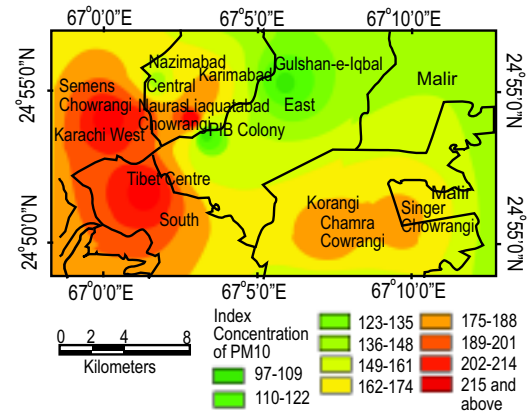 67°0'0"E 67°5'0"E 67°10'0"E
24°55'0"N
24°50'0"N
24°55'0"N
24°55'0"N
Nazimabad
Karimabad
Gulshan-e-Iqbal
Malir
Semens
Chowrangi
Central
East
Nauras
Chowrangi
Liaquatabad
PIB Colony
Karachi West
Tibet Centre
South
Korangi
Chamra
Cowrangi
Malir
Singer
Chowrangi
67°0'0"E 67°5'0"E 67°10'0"E
0 2 4 8
Kilometers
Index
Concentration
of PM10
97-109
110-122
123-135
136-148
149-161
162-174
175-188
189-201
202-214
215 and
above